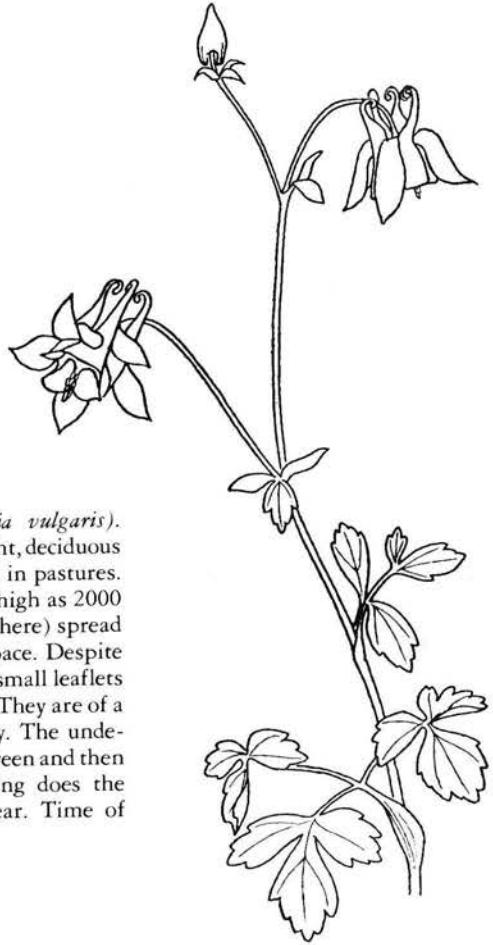 ia vulgaris).
nt, deciduous
in pastures.
high as 2000
here) spread
pace. Despite
small leaflets
They are of a
y. The unde-
reen and then
ng does the
ear. Time of